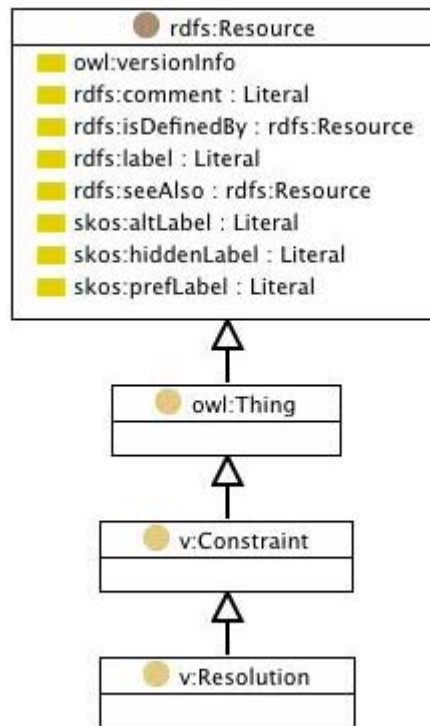 rdfs:Resource
owl:versionInfo
rdfs:comment : Literal
rdfs:isDefinedBy : rdfs:Resource
rdfs:label : Literal
rdfs:seeAlso : rdfs:Resource
skos:altLabel : Literal
skos:hiddenLabel : Literal
skos:prefLabel : Literal
owl:Thing
v:Constraint
v:Resolution